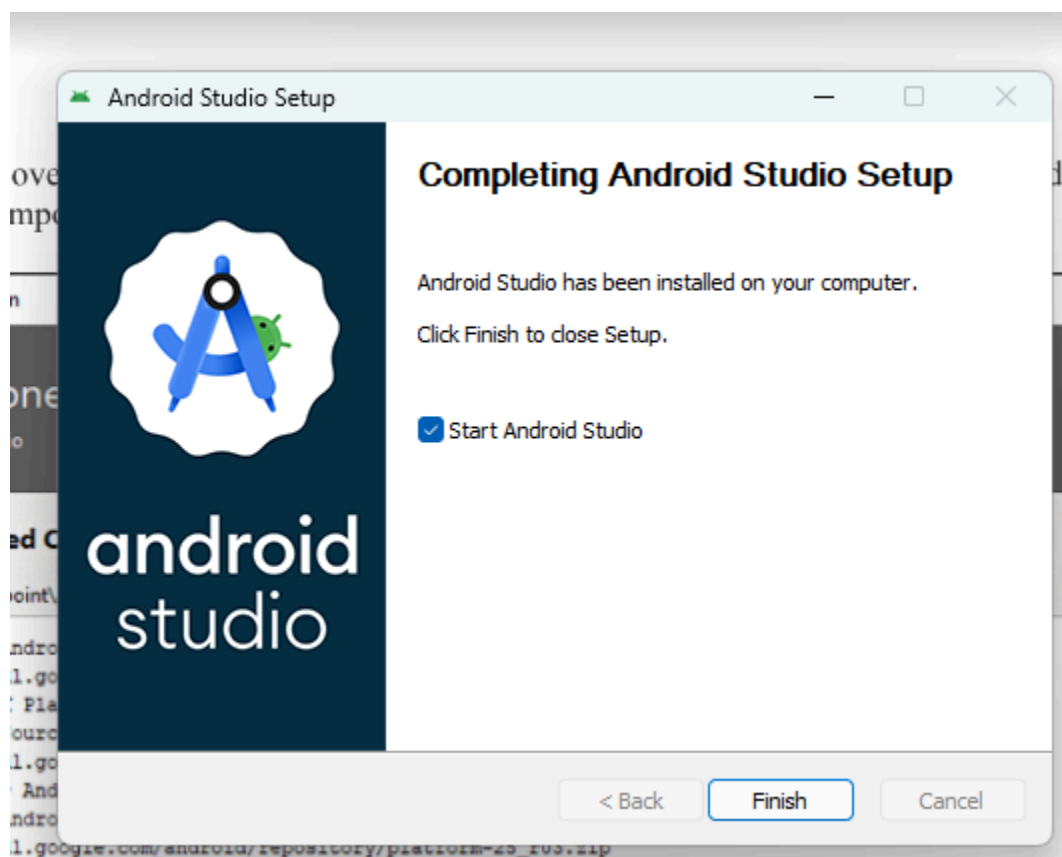 Android Studio Setup
Completing Android Studio Setup
Android Studio has been installed on your computer.
Click Finish to close Setup.
Start Android Studio
android
studio
< Back
Finish
Cancel
l.google.com/android/repository/platform-25_r03.zip